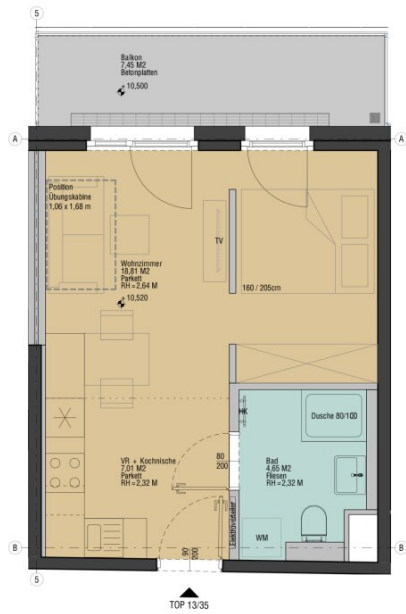 5
Balkon
7,45 M2
Betonplatten
+ 10,500
A
A
Position
Übungskabine
1,06 x 1,68 m
TV
Wohnzimmer
18,81 M2
Parkett
RH=2,64 M
+ 10,520
160 / 205cm
Dusche 80/100
80
200
VR + Kochnische
7,01 M2
Parkett
RH=2,32 M
Bad
4,65 M2
Fliesen
RH=2,32 M
Elektroverteiler
WM
B
B
90
200
5
TOP 13/35